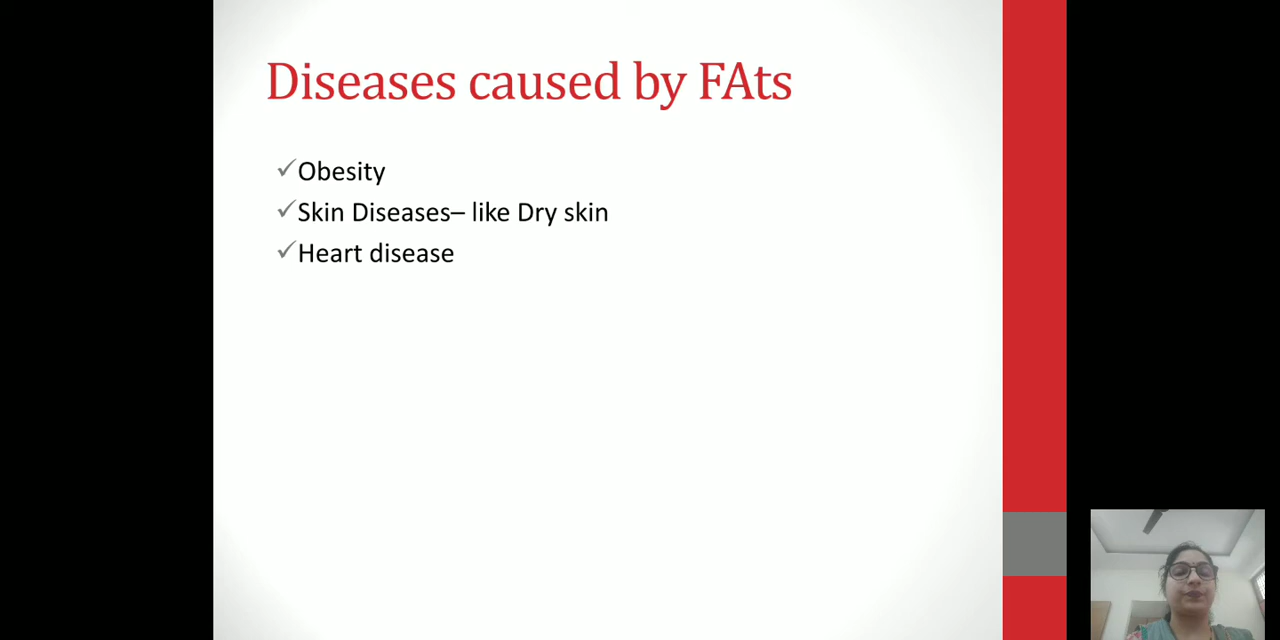 Diseases caused by FAts
✓Obesity
✓Skin Diseases– like Dry skin
✓Heart disease